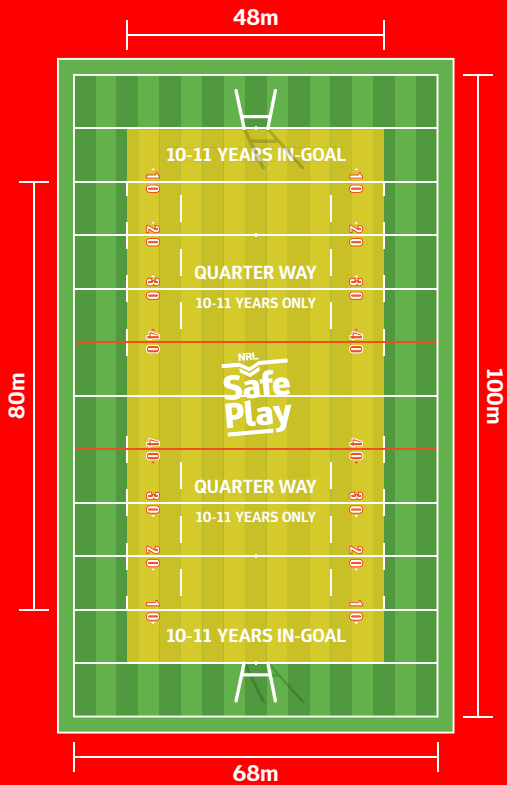 48m
10-11 YEARS IN-GOAL
10 10
20 20
QUARTER WAY
30 30
10-11 YEARS ONLY
40 40
NRL
Safe
Play
80m
100m
40 40
QUARTER WAY
30 30
10-11 YEARS ONLY
20 20
10 10
10-11 YEARS IN-GOAL
68m